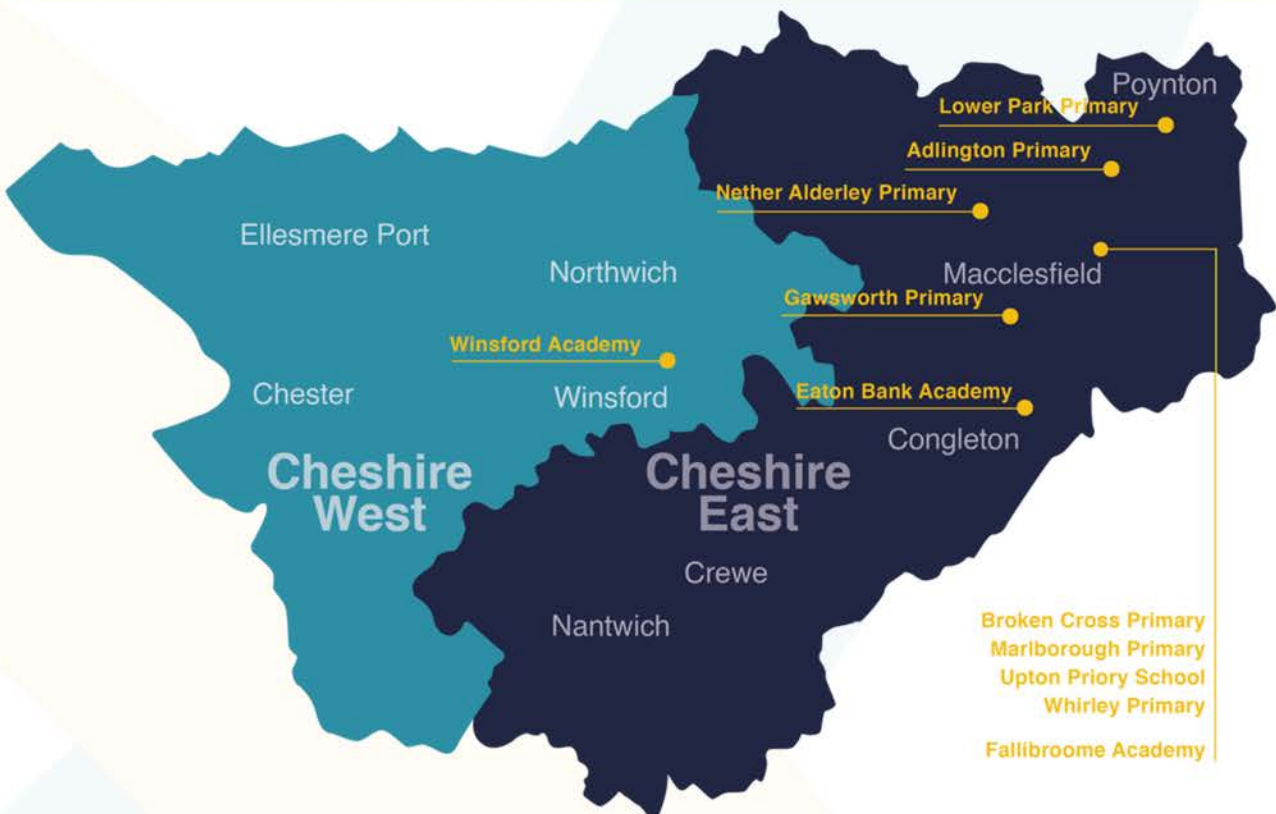 Poynton
Lower Park Primary
Adlington Primary
Nether Alderley Primary
Ellesmere Port
Northwich
Macclesfield
Gawsworth Primary
Winsford Academy
Chester
Winsford
Eaton Bank Academy
Congleton
Cheshire
West
Cheshire
East
Crewe
Nantwich
Broken Cross Primary
Marlborough Primary
Upton Priory School
Whirley Primary
Fallibroome Academy